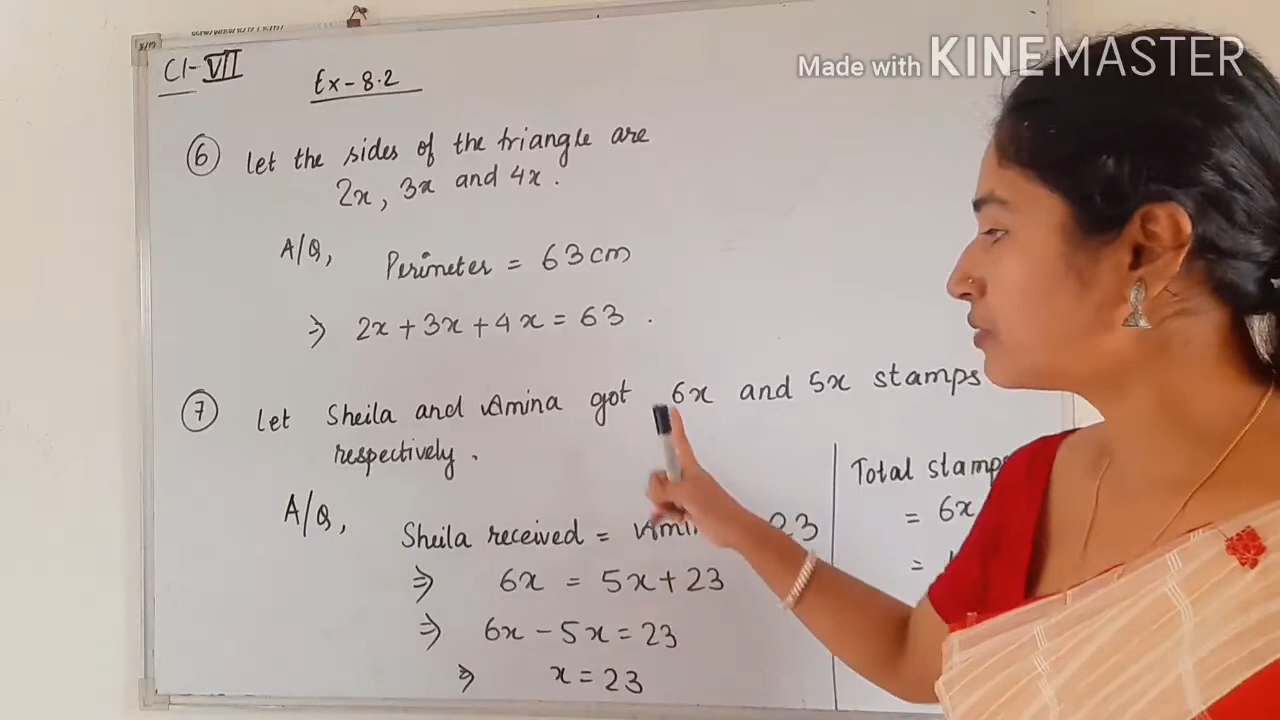 Made with KINEMASTER
Cl-VII
Ex-8.2
6 Let the sides of the triangle are
2x, 3x and 4x.
A/Q, Perimeter = 63 cm
⇒ 2x + 3x + 4x = 63.
7 Let Sheila and Amina got 6x and 5x stamps
respectively.
A/Q,
Sheila received = 23
⇒ 6x = 5x + 23
⇒ 6x - 5x = 23
⇒ x = 23
Total stamps
= 6x
=